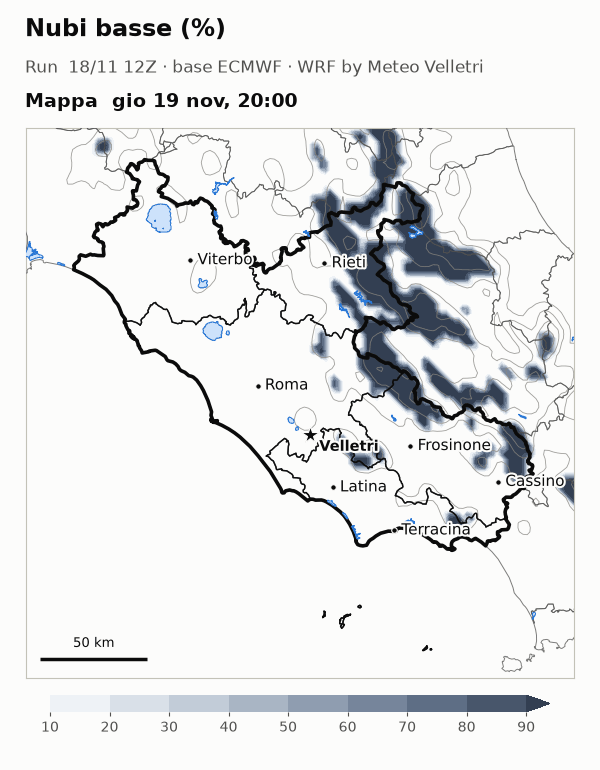 Nubi basse (%)
Run 18/11 12Z · base ECMWF · WRF by Meteo Velletri
Mappa gio 19 nov, 20:00
Viterbo
Rieti
Roma
Velletri
Frosinone
Latina
Cassino
Terracina
50 km
10 20 30 40 50 60 70 80 90